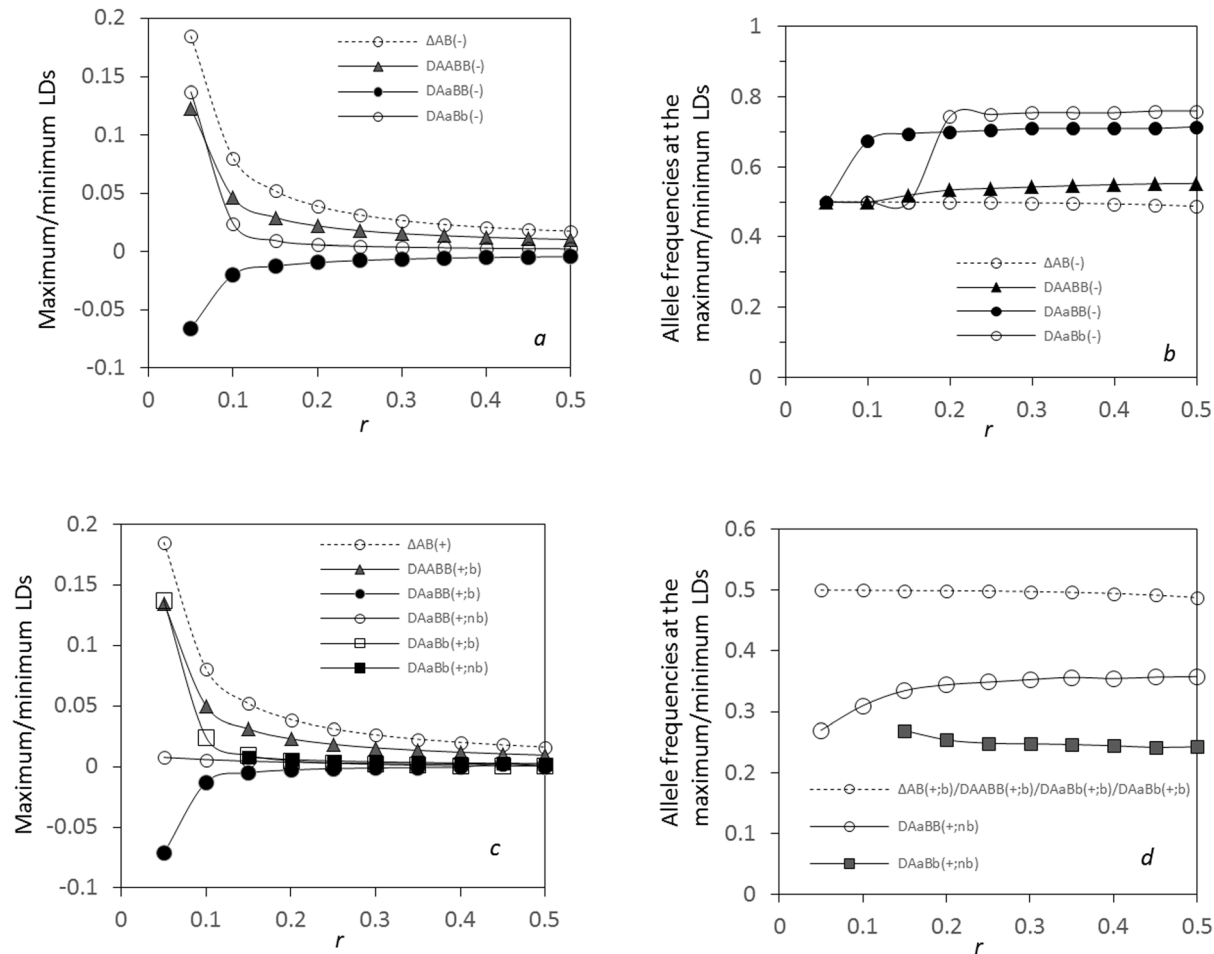 Maximum/minimum LDs
0.2
0.15
0.1
0.05
0
-0.05
-0.1
ΔAB(-)
DAABB(-)
DAaBB(-)
DAaBb(-)
a
0
0.1
0.2
0.3
0.4
0.5
r
Allele frequencies at the
maximum/minimum LDs
1
0.8
0.6
0.4
0.2
0
ΔAB(-)
DAABB(-)
DAaBB(-)
DAaBb(-)
b
0
0.1
0.2
0.3
0.4
0.5
r
Maximum/minimum LDs
0.2
0.15
0.1
0.05
0
-0.05
-0.1
ΔAB(+)
DAABB(+;b)
DAaBB(+;b)
DAaBB(+;nb)
DAaBb(+;b)
DAaBb(+;nb)
c
0
0.1
0.2
0.3
0.4
0.5
r
Allele frequencies at the
maximum/minimum LDs
0.6
0.5
0.4
0.3
0.2
0.1
0
ΔAB(+;b)/DAABB(+;b)/DAaBb(+;b)/DAaBb(+;b)
DAaBB(+;nb)
DAaBb(+;nb)
d
0
0.1
0.2
0.3
0.4
0.5
r